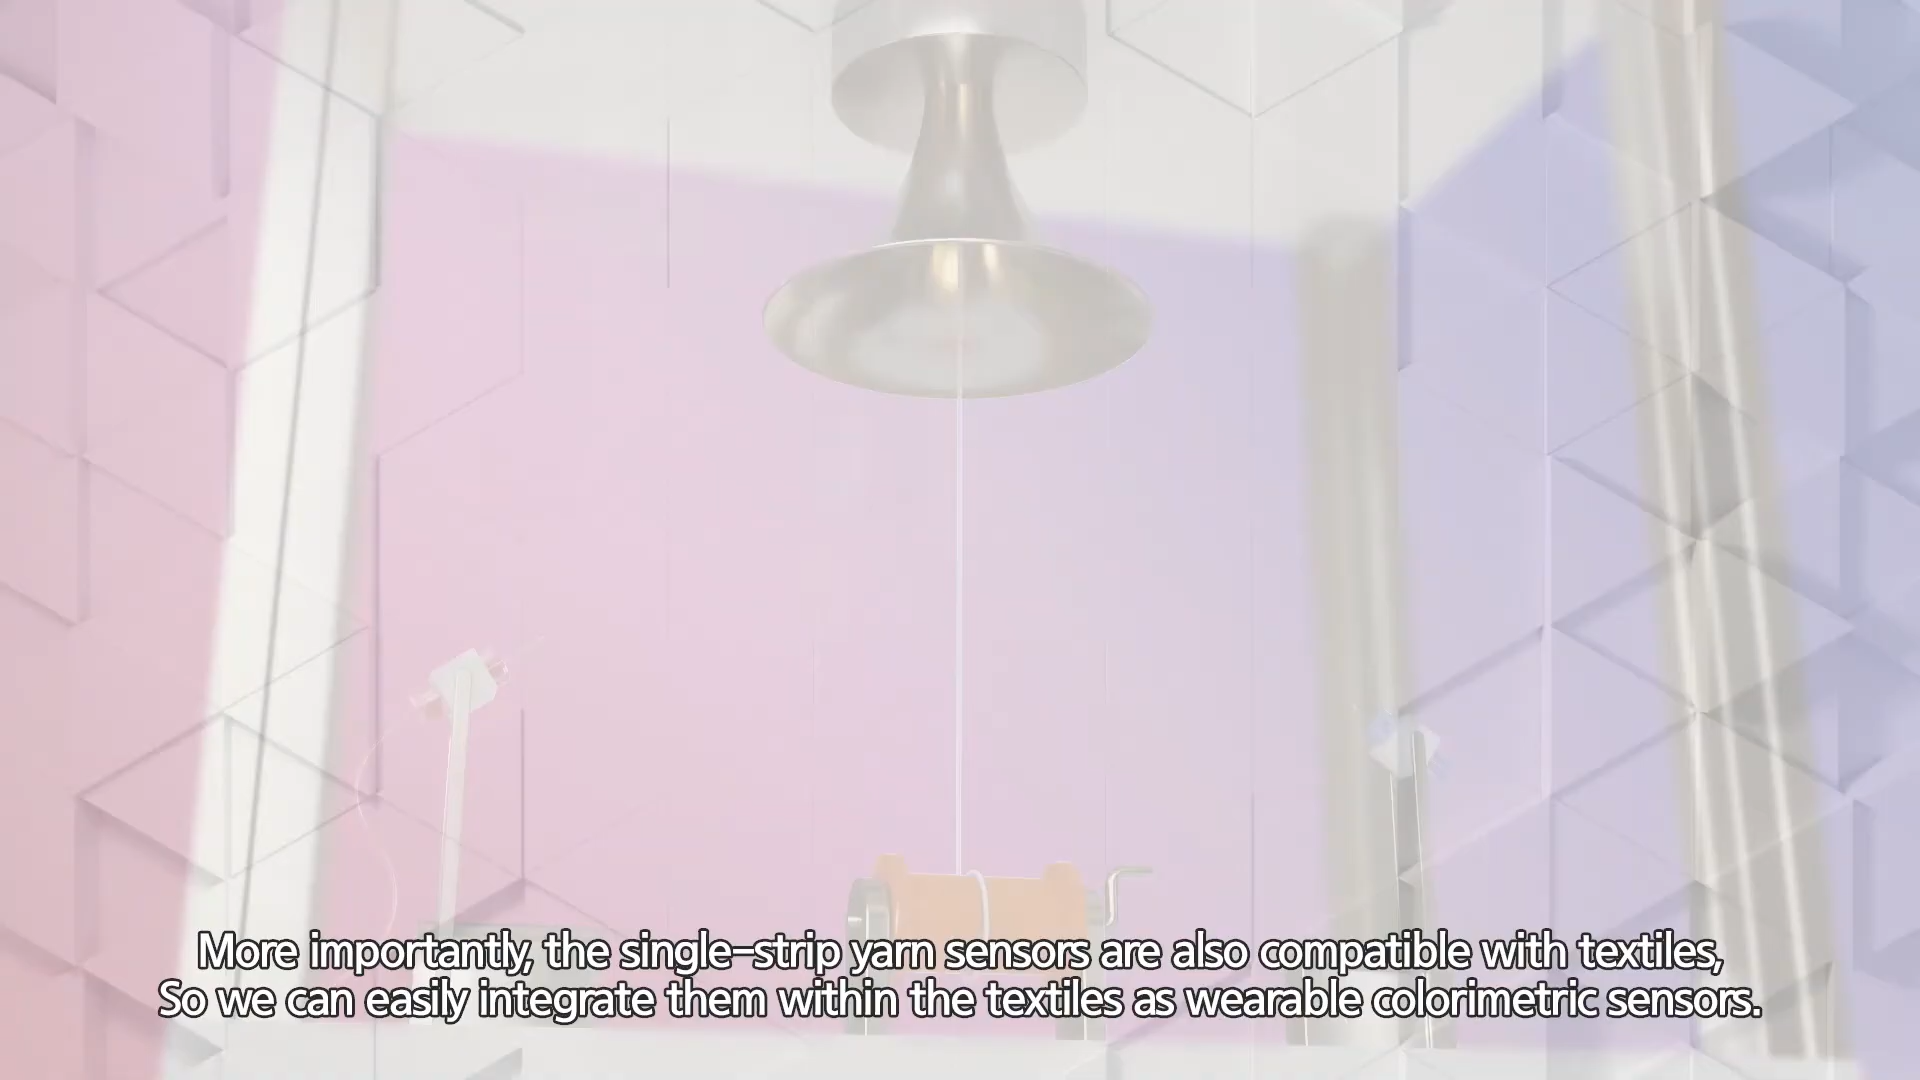 More importantly, the single-strip yarn sensors are also compatible with textiles,
So we can easily integrate them within the textiles as wearable colorimetric sensors.